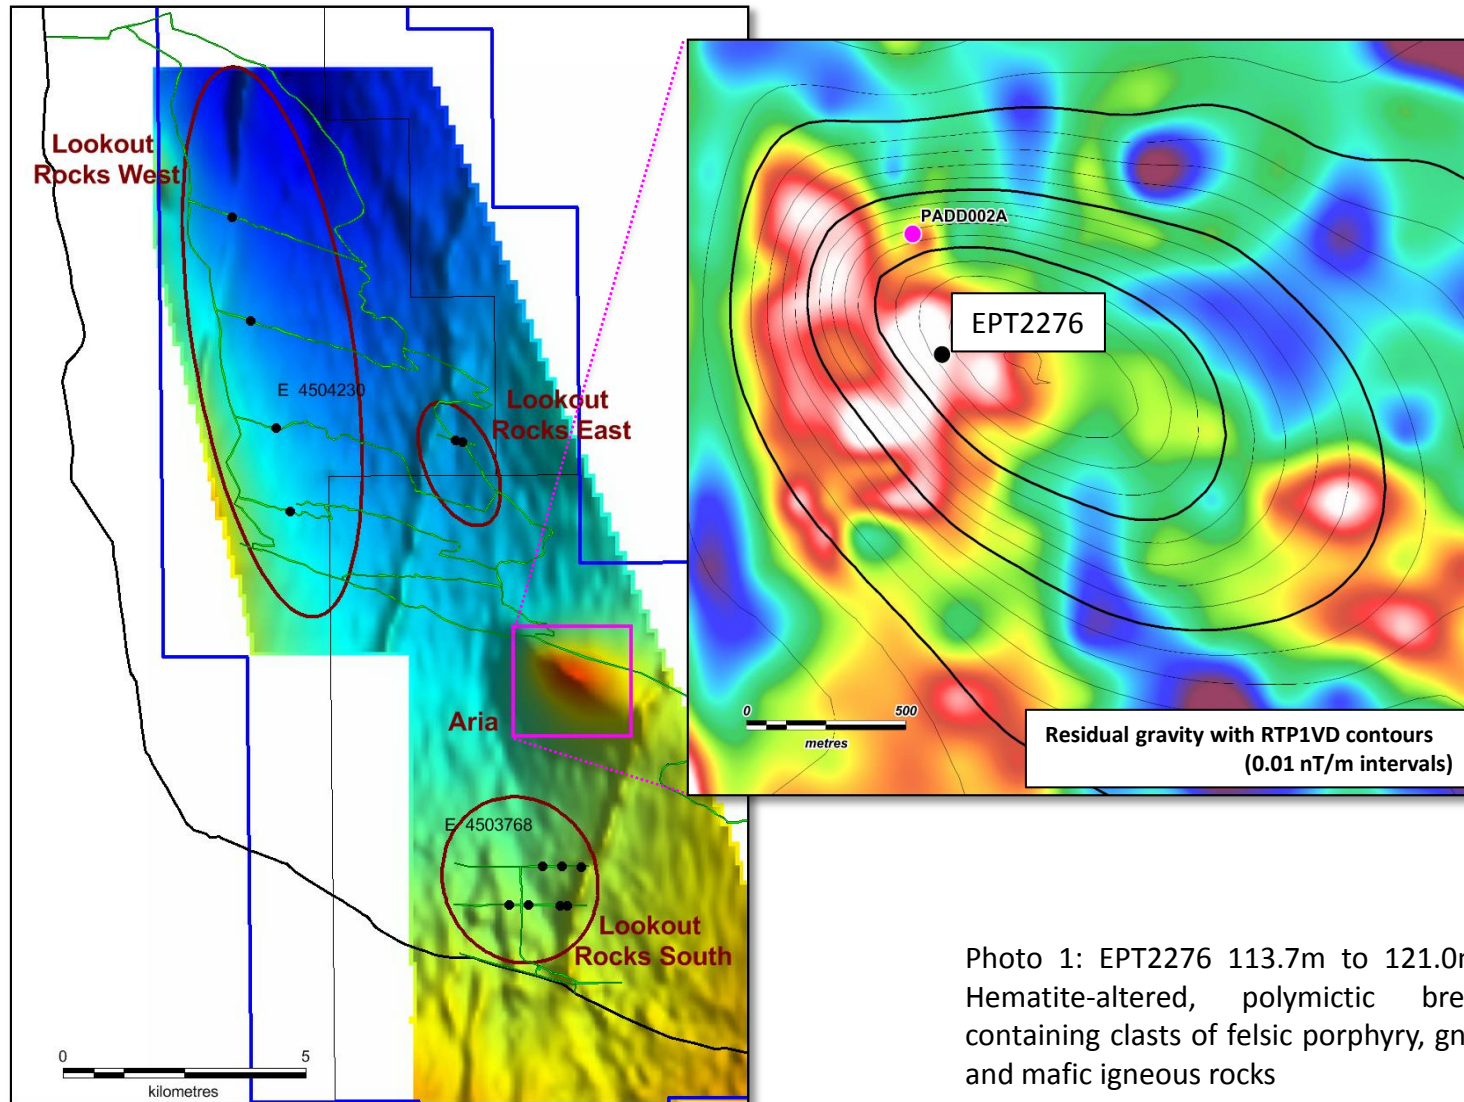 Lookout
Rocks West
E 4504230
Lookout
Rocks East
Aria
E 4503768
Lookout
Rocks South
0 5
kilometres
PADD002A
EPT2276
0 500
metres
Residual gravity with RTP1VD contours
(0.01 nT/m intervals)
Photo 1: EPT2276 113.7m to 121.0
Hematite-altered, polymictic
containing clasts of felsic porphyry,
and mafic igneous rocks